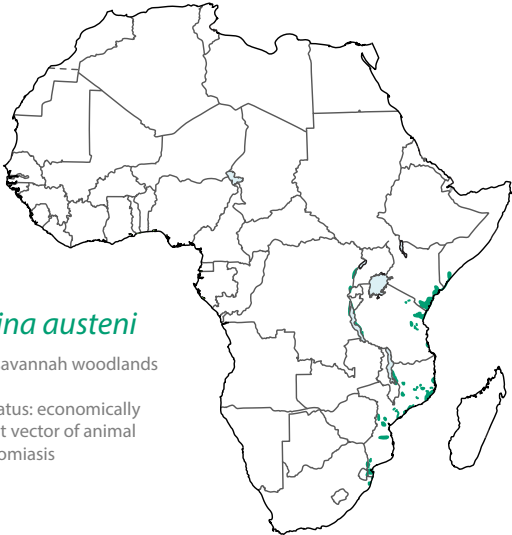 ina austeni
avannah woodlands
atus: economically
t vector of animal
omiasis